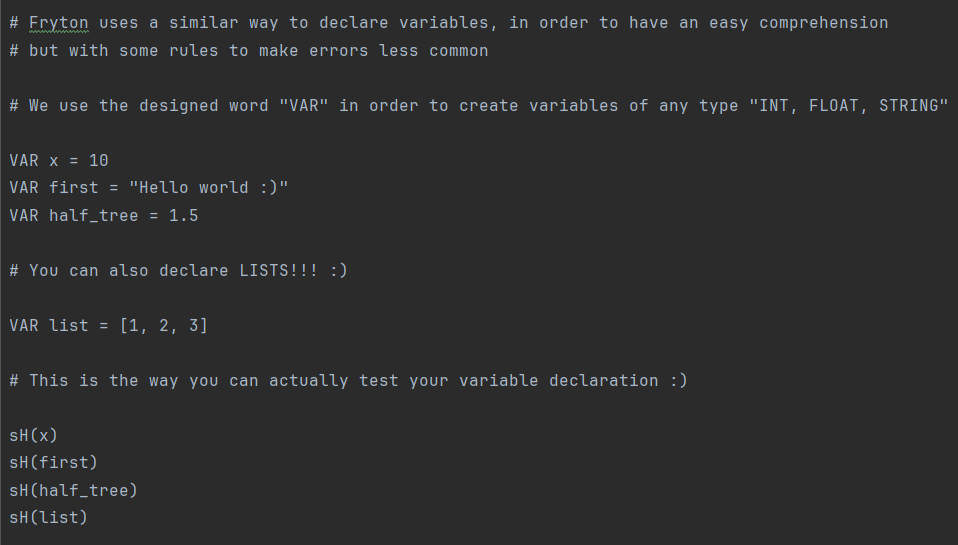 # Fryton uses a similar way to declare variables, in order to have an easy comprehension
# but with some rules to make errors less common
# We use the designed word "VAR" in order to create variables of any type "INT, FLOAT, STRING"
VAR x = 10
VAR first = "Hello world :)"
VAR half_tree = 1.5
# You can also declare LISTS!!! :)
VAR list = [1, 2, 3]
# This is the way you can actually test your variable declaration :)
sH(x)
sH(first)
sH(half_tree)
sH(list)